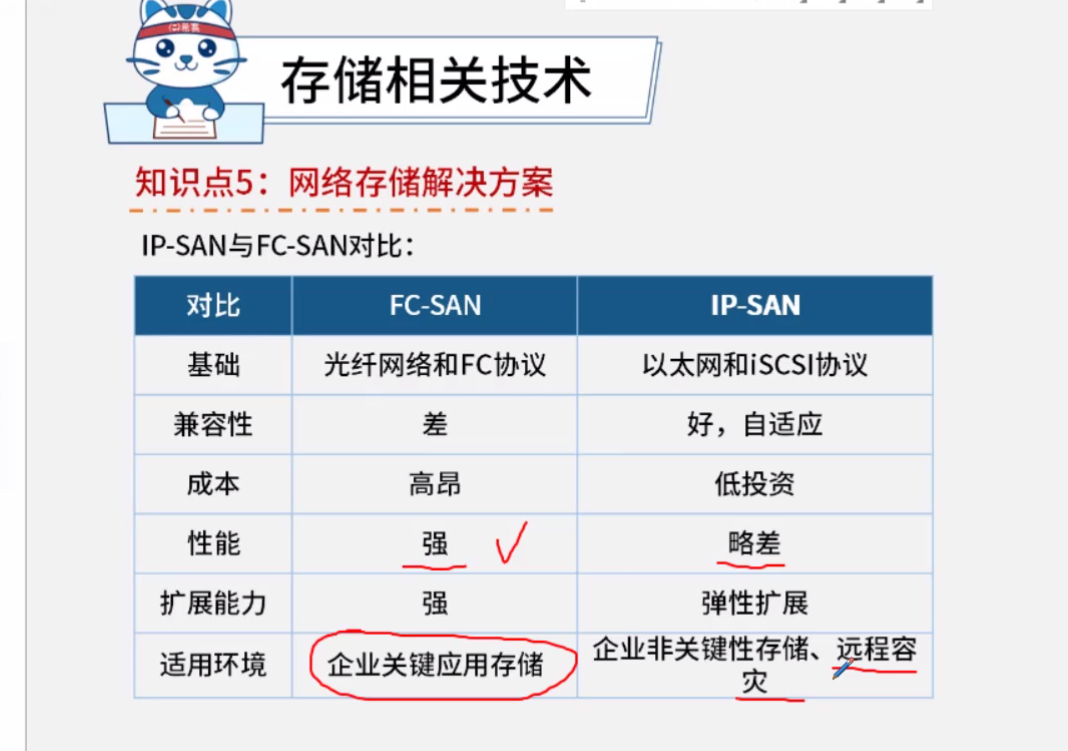 存储相关技术
知识点5：网络存储解决方案
IP-SAN与FC-SAN对比：
对比 FC-SAN IP-SAN
基础 光纤网络和FC协议 以太网和iSCSI协议
兼容性 差 好，自适应
成本 高昂 低投资
性能 强 略差
扩展能力 强 弹性扩展
适用环境 企业关键应用存储 企业非关键性存储、远程容
灾